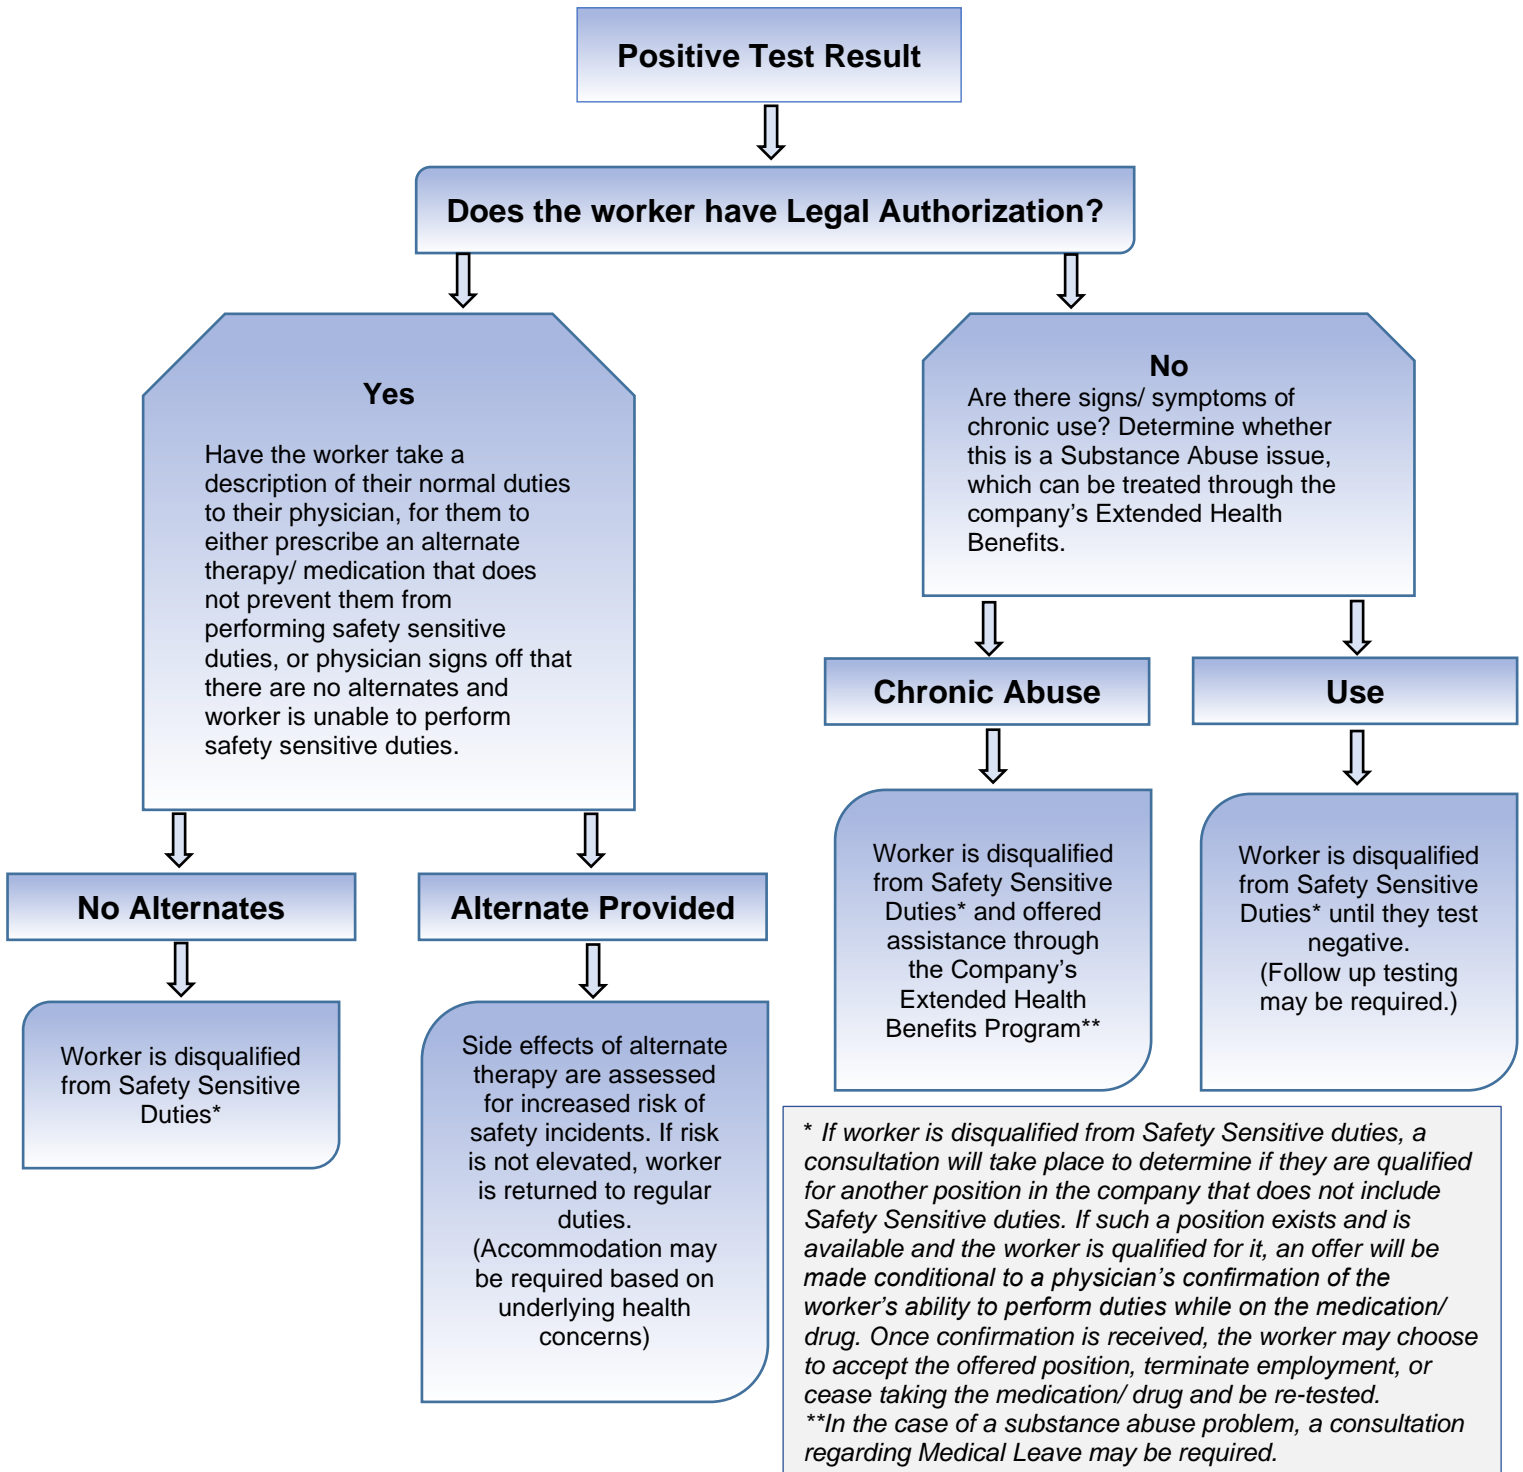 Positive Test Result
Does the worker have Legal Authorization?
Yes
Have the worker take a
description of their normal duties
to their physician, for them to
either prescribe an alternate
therapy/ medication that does
not prevent them from
performing safety sensitive
duties, or physician signs off that
there are no alternates and
worker is unable to perform
safety sensitive duties.
No
Are there signs/ symptoms of
chronic use? Determine whether
this is a Substance Abuse issue,
which can be treated through the
company’s Extended Health
Benefits.
Chronic Abuse
Use
No Alternates
Alternate Provided
Worker is disqualified
from Safety Sensitive
Duties*
Side effects of alternate
therapy are assessed
for increased risk of
safety incidents. If risk
is not elevated, worker
is returned to regular
duties.
(Accommodation may
be required based on
underlying health
concerns)
Worker is disqualified
from Safety Sensitive
Duties* and offered
assistance through
the Company’s
Extended Health
Benefits Program**
Worker is disqualified
from Safety Sensitive
Duties* until they test
negative.
(Follow up testing
may be required.)
* If worker is disqualified from Safety Sensitive duties, a
consultation will take place to determine if they are qualified
for another position in the company that does not include
Safety Sensitive duties. If such a position exists and is
available and the worker is qualified for it, an offer will be
made conditional to a physician’s confirmation of the
worker’s ability to perform duties while on the medication/
drug. Once confirmation is received, the worker may choose
to accept the offered position, terminate employment, or
cease taking the medication/ drug and be re-tested.
**In the case of a substance abuse problem, a consultation
regarding Medical Leave may be required.